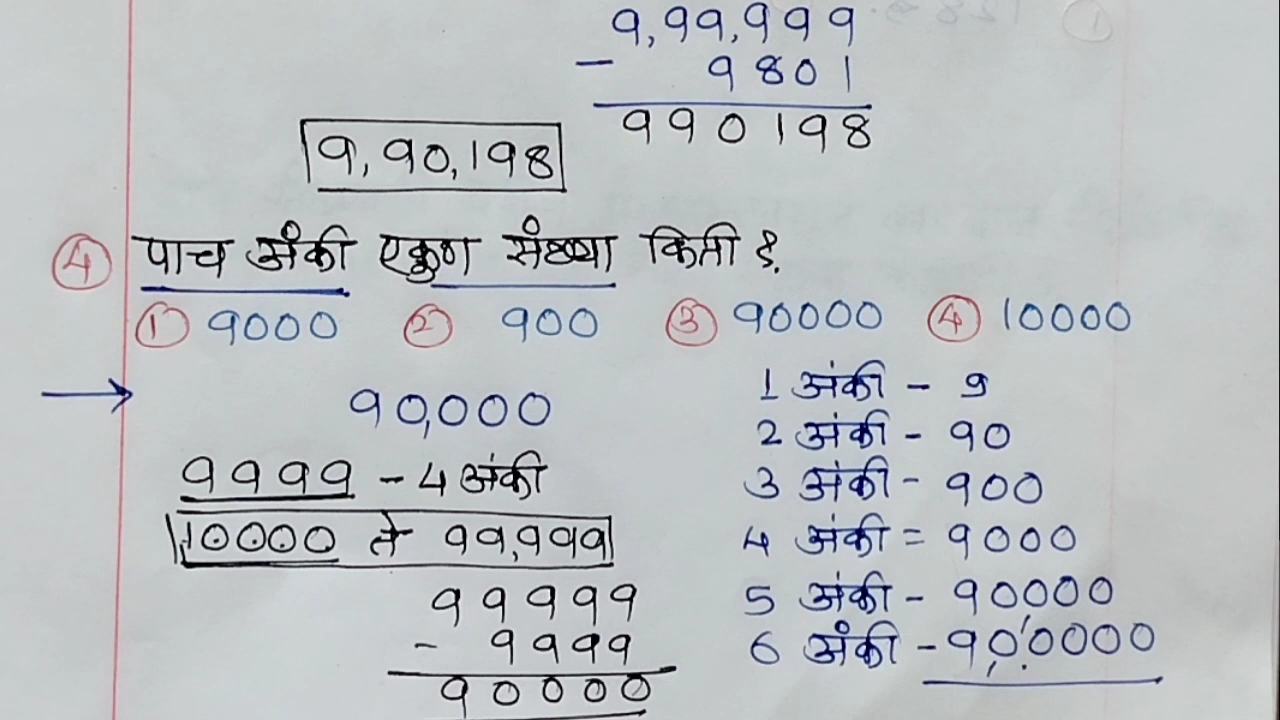 9,99,999
- 9801
990198
9,90,198
④ पाच अंकी एकुण संख्या किती ?
① 9000 ② 900 ③ 90000 ④ 10000
→ 90,000
9999 - 4 अंकी
10000 ते 99,999
99999
- 9999
90000
1 अंकी - 9
2 अंकी - 90
3 अंकी - 900
4 अंकी = 9000
5 अंकी - 90000
6 अंकी - 9,00000